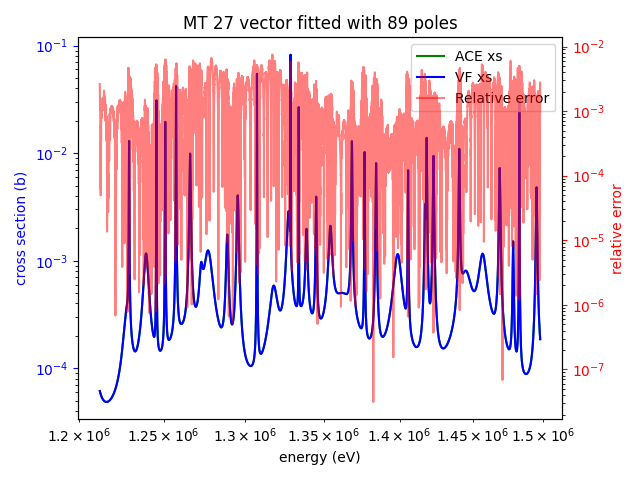 MT 27 vector fitted with 89 poles
ACE xs
VF xs
Relative error
cross section (b)
10⁻¹
10⁻²
10⁻³
10⁻⁴
10⁻²
10⁻³
10⁻⁴
10⁻⁵
10⁻⁶
10⁻⁷
relative error
1.2 × 10⁶ 1.25 × 10⁶ 1.3 × 10⁶ 1.35 × 10⁶ 1.4 × 10⁶ 1.45 × 10⁶ 1.5 × 10⁶
energy (eV)